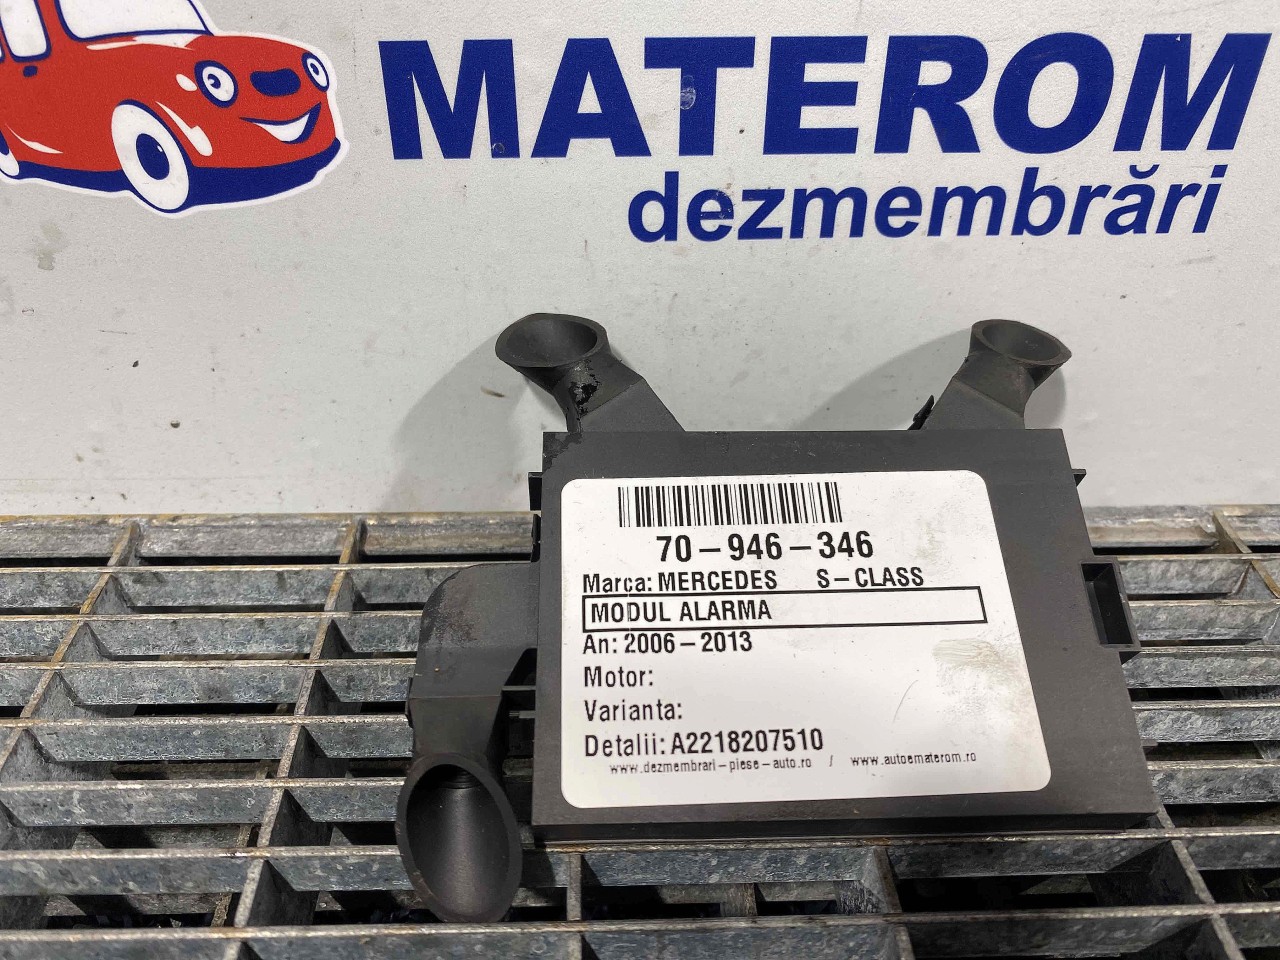 MATEROM
dezmembrări
70-946-346
Marca: MERCEDES S-CLASS
MODUL ALARMA
An: 2006-2013
Motor:
Varianta:
Detalii: A2218207510
www.dezmembrari-piese-auto.ro / www.autoematerom.ro